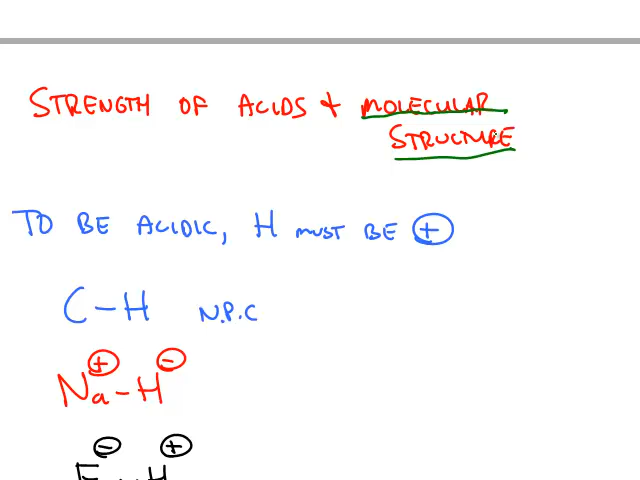 STRENGTH OF ACIDS + MOLECULAR
STRUCTURE
TO BE ACIDIC, H MUST BE +
C-H N.P.C
+ -
Na-H
- +
F-H